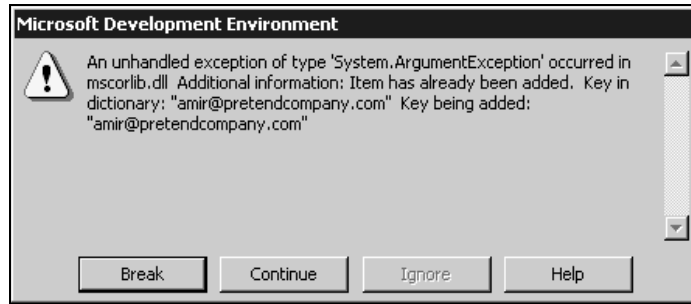 Microsoft Development Environment
An unhandled exception of type 'System.ArgumentException' occurred in
mscorlib.dll  Additional information: Item has already been added.  Key in
dictionary: "amir@pretendcompany.com"  Key being added:
"amir@pretendcompany.com"
Break Continue Ignore Help